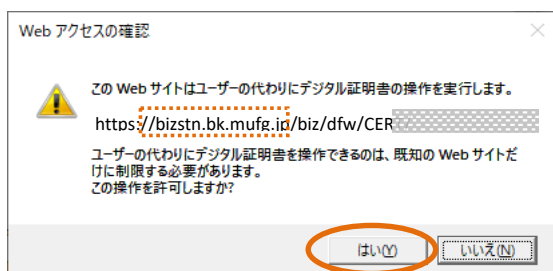 Web アクセスの確認
この Web サイトはユーザーの代わりにデジタル証明書の操作を実行します。
https://bizstn.bk.mufg.jp/biz/dfw/CERT
ユーザーの代わりにデジタル証明書を操作できるのは、既知の Web サイトだ
けに制限する必要があります。
この操作を許可しますか?
はい(Y) いいえ(N)